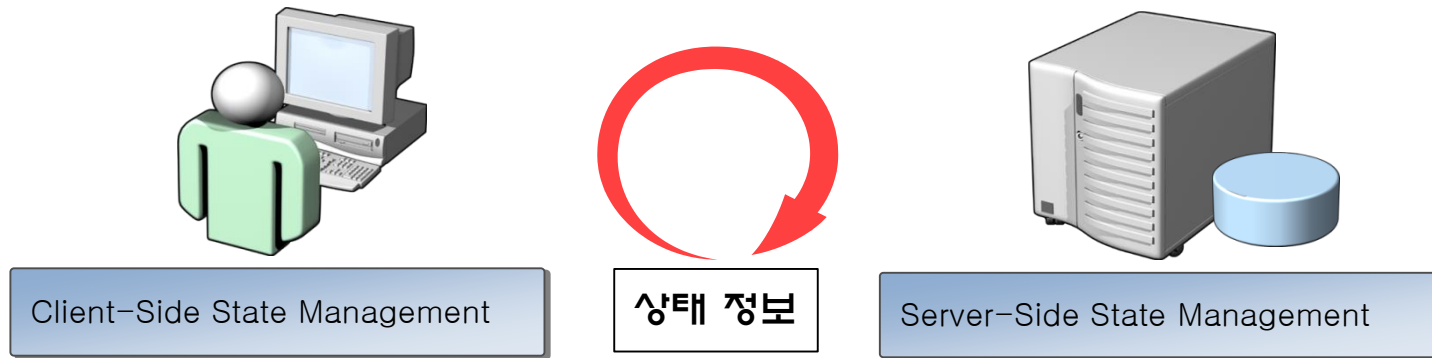 Client-Side State Management
상태 정보
Server-Side State Management